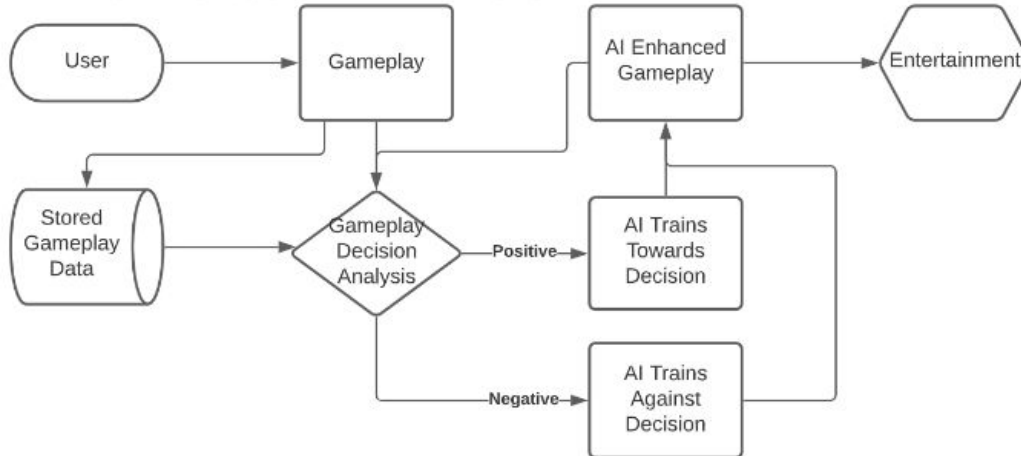 User
Gameplay
AI Enhanced
Gameplay
Entertainment
Stored
Gameplay
Data
Gameplay
Decision
Analysis
Positive
AI Trains
Towards
Decision
Negative
AI Trains
Against
Decision